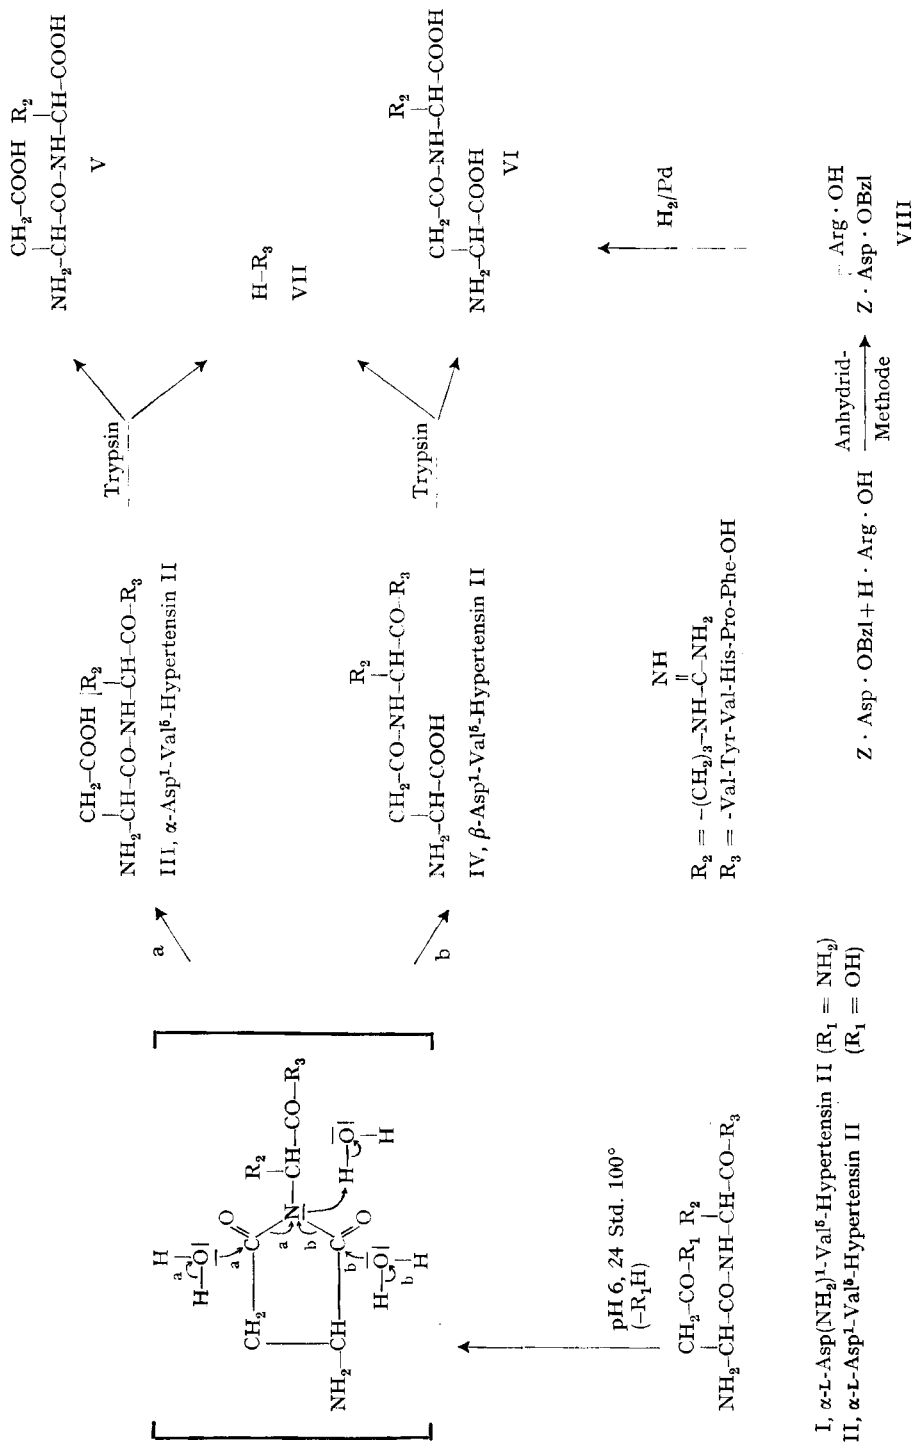 H
a
H–O
O
R₂
CH₂
C
a
a
N–CH–CO–R₃
b
C
O
b
NH₂–CH
H–O
b
H
H–O
H
pH 6, 24 Std. 100°
(–R₁H)
CH₂–CO–R₁ R₂
NH₂–CH–CO–NH–CH–CO–R₃
I, α-L-Asp(NH₂)¹-Val⁵-Hypertensin II (R₁ = NH₂)
II, α-L-Asp¹-Val⁵-Hypertensin II (R₁ = OH)
a
b
CH₂–COOH R₂
NH₂–CH–CO–NH–CH–CO–R₃
III, α-Asp¹-Val⁵-Hypertensin II
R₂
CH₂–CO–NH–CH–CO–R₃
NH₂–CH–COOH
IV, β-Asp¹-Val⁵-Hypertensin II
NH
R₂ = –(CH₂)₃–NH–C–NH₂
R₃ = -Val-Tyr-Val-His-Pro-Phe-OH
Trypsin
Trypsin
CH₂–COOH R₂
NH₂–CH–CO–NH–CH–COOH
V
H–R₃
VII
R₂
CH₂–CO–NH–CH–COOH
NH₂–CH–COOH
VI
H₂/Pd
Z · Asp · OBzl + H · Arg · OH
Anhydrid-
Methode
Arg · OH
Z · Asp · OBzl
VIII